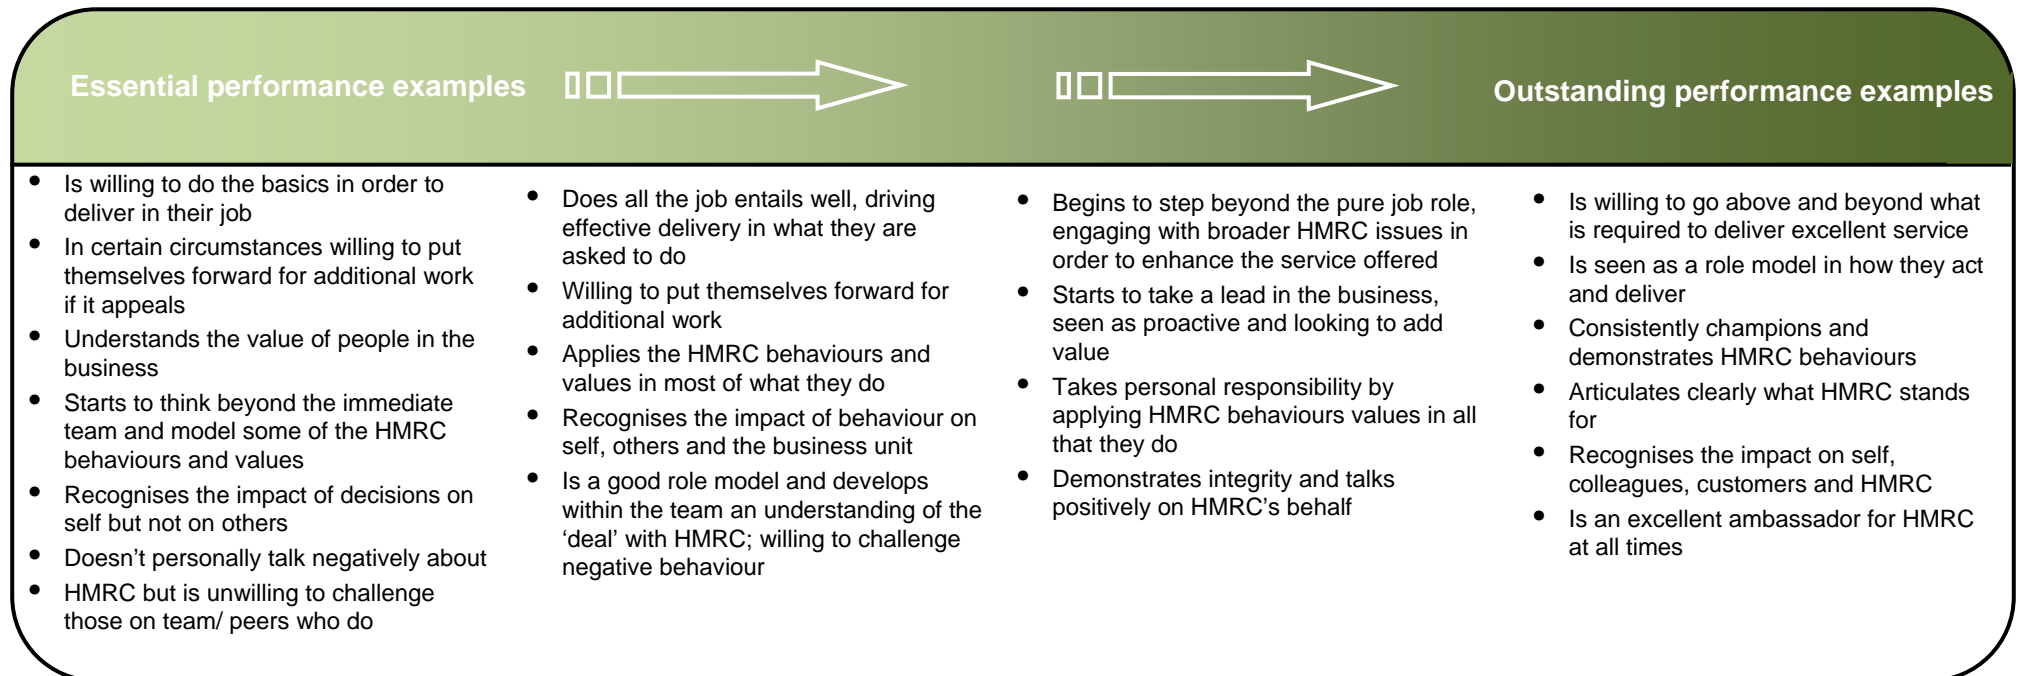 Essential performance examples
Outstanding performance examples
• Is willing to do the basics in order to
deliver in their job
• In certain circumstances willing to put
themselves forward for additional work
if it appeals
• Understands the value of people in the
business
• Starts to think beyond the immediate
team and model some of the HMRC
behaviours and values
• Recognises the impact of decisions on
self but not on others
• Doesn’t personally talk negatively about
• HMRC but is unwilling to challenge
those on team/ peers who do
• Does all the job entails well, driving
effective delivery in what they are
asked to do
• Willing to put themselves forward for
additional work
• Applies the HMRC behaviours and
values in most of what they do
• Recognises the impact of behaviour on
self, others and the business unit
• Is a good role model and develops
within the team an understanding of the
‘deal’ with HMRC; willing to challenge
negative behaviour
• Begins to step beyond the pure job role,
engaging with broader HMRC issues in
order to enhance the service offered
• Starts to take a lead in the business,
seen as proactive and looking to add
value
• Takes personal responsibility by
applying HMRC behaviours values in all
that they do
• Demonstrates integrity and talks
positively on HMRC’s behalf
• Is willing to go above and beyond what
is required to deliver excellent service
• Is seen as a role model in how they act
and deliver
• Consistently champions and
demonstrates HMRC behaviours
• Articulates clearly what HMRC stands
for
• Recognises the impact on self,
colleagues, customers and HMRC
• Is an excellent ambassador for HMRC
at all times